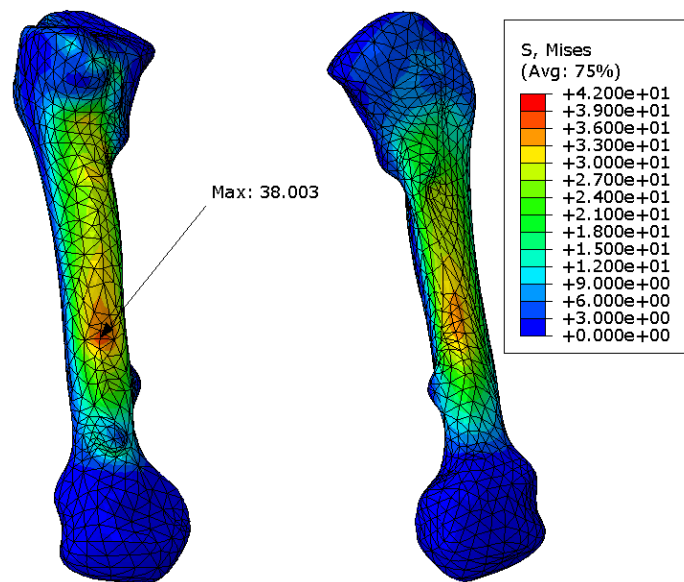 S, Mises
(Avg: 75%)
+4.200e+01
+3.900e+01
+3.600e+01
+3.300e+01
+3.000e+01
+2.700e+01
+2.400e+01
+2.100e+01
+1.800e+01
+1.500e+01
+1.200e+01
+9.000e+00
+6.000e+00
+3.000e+00
+0.000e+00
Max: 38.003